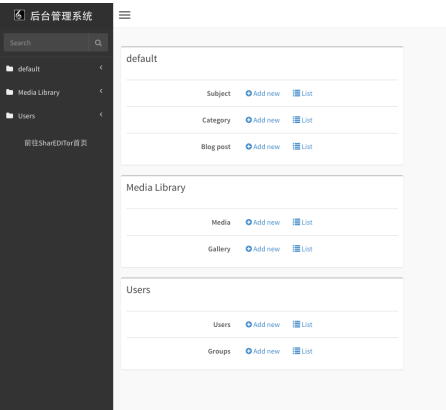 后台管理系统
Search
default
Media Library
Users
前往SharEDITor首页
default
Subject Add new List
Category Add new List
Blog post Add new List
Media Library
Media Add new List
Gallery Add new List
Users
Users Add new List
Groups Add new List